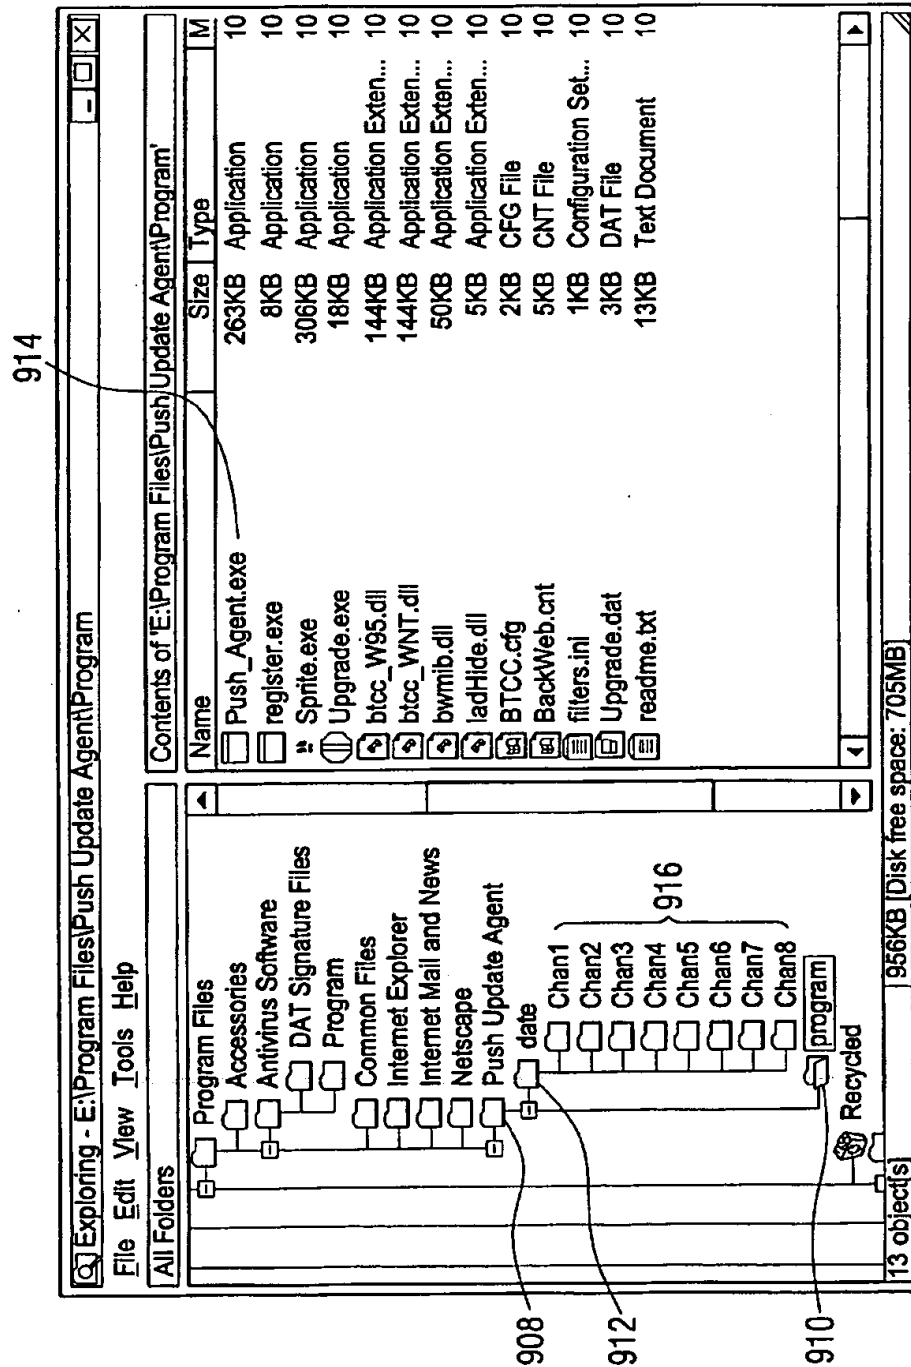 914
Exploring - E:\Program Files\Push Update Agent\Program
File Edit View Tools Help
All Folders
Contents of 'E:\Program Files\Push Update Agent\Program'
Program Files
Accessories
Antivirus Software
DAT Signature Files
Program
Common Files
Internet Explorer
Internet Mail and News
Netscape
Push Update Agent
date
Chan1
Chan2
Chan3
Chan4
Chan5
Chan6
Chan7
Chan8
916
program
Recycled
908
912
910
Name Size Type M
Push_Agent.exe 263KB Application 10
register.exe 8KB Application 10
Sprite.exe 306KB Application 10
Upgrade.exe 18KB Application 10
btcc_W95.dll 144KB Application Exten... 10
btcc_WNT.dll 144KB Application Exten... 10
bwmib.dll 50KB Application Exten... 10
IadHide.dll 5KB Application Exten... 10
BTCC.cfg 2KB CFG File 10
BackWeb.cnt 5KB CNT File 10
filters.ini 1KB Configuration Set... 10
Upgrade.dat 3KB DAT File 10
readme.txt 13KB Text Document 10
13 object[s] 956KB [Disk free space: 705MB]